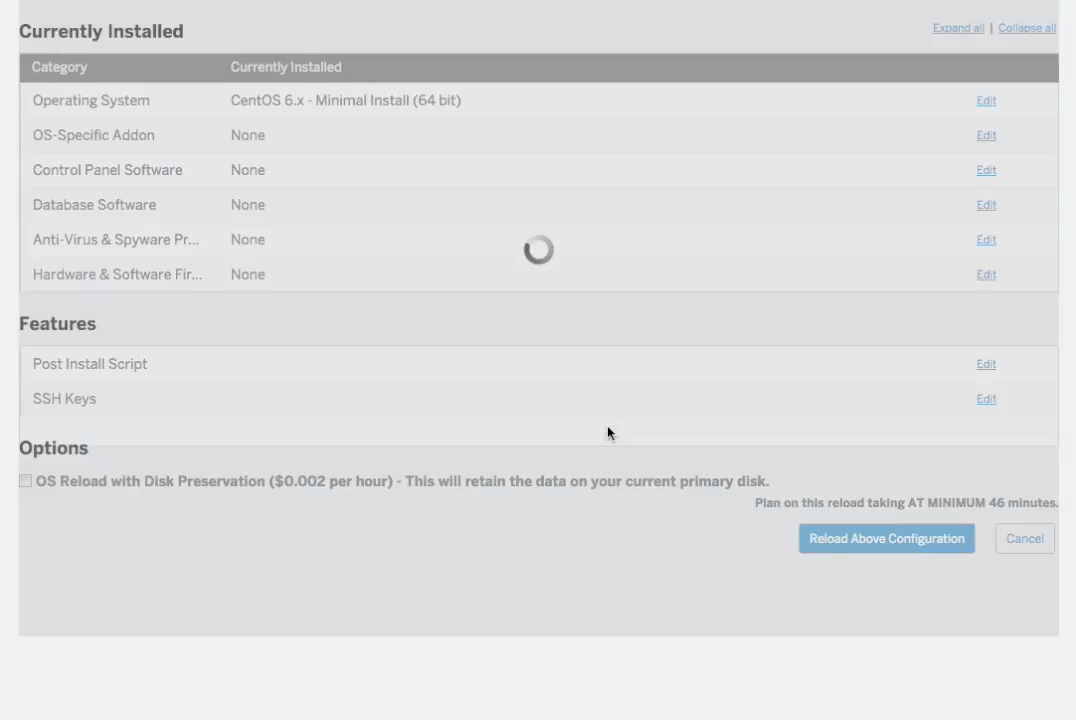 Currently Installed
Expand all | Collapse all
Category Currently Installed
Operating System CentOS 6.x - Minimal Install (64 bit) Edit
OS-Specific Addon None Edit
Control Panel Software None Edit
Database Software None Edit
Anti-Virus & Spyware Pr... None Edit
Hardware & Software Fir... None Edit
Features
Post Install Script Edit
SSH Keys Edit
Options
OS Reload with Disk Preservation ($0.002 per hour) - This will retain the data on your current primary disk.
Plan on this reload taking AT MINIMUM 46 minutes.
Reload Above Configuration Cancel